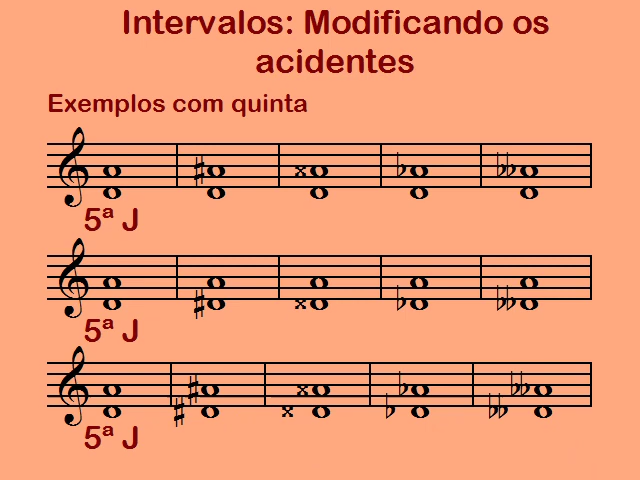 Intervalos: Modificando os
acidentes
Exemplos com quinta
5ª J
5ª J
5ª J